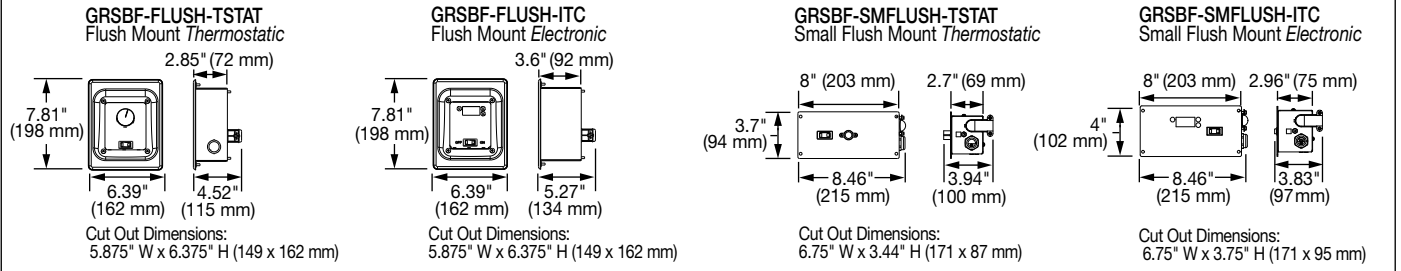 GRSBF-FLUSH-TSTAT
Flush Mount Thermostatic
2.85" (72 mm)
7.81"
(198 mm)
6.39"
(162 mm)
4.52"
(115 mm)
Cut Out Dimensions:
5.875" W x 6.375" H (149 x 162 mm)
GRSBF-FLUSH-ITC
Flush Mount Electronic
3.6" (92 mm)
7.81"
(198 mm)
OFF
ON
6.39"
(162 mm)
5.27"
(134 mm)
Cut Out Dimensions:
5.875" W x 6.375" H (149 x 162 mm)
GRSBF-SMFLUSH-TSTAT
Small Flush Mount Thermostatic
8" (203 mm)
2.7" (69 mm)
3.7"
(94 mm)
8.46"
(215 mm)
3.94"
(100 mm)
Cut Out Dimensions:
6.75" W x 3.44" H (171 x 87 mm)
GRSBF-SMFLUSH-ITC
Small Flush Mount Electronic
8" (203 mm)
2.96" (75 mm)
4"
(102 mm)
8.46"
(215 mm)
3.83"
(97mm)
Cut Out Dimensions:
6.75" W x 3.75" H (171 x 95 mm)